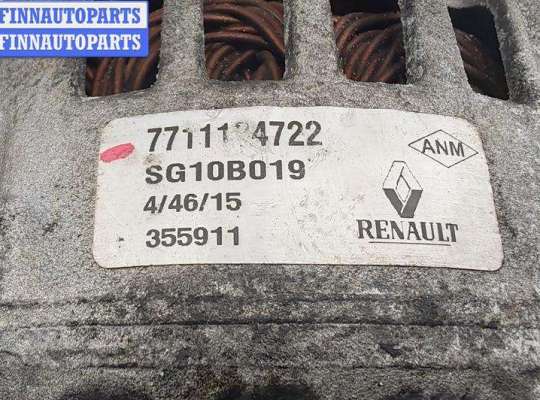 FINNAUTOPARTS
FINNAUTOPARTS
SG10B019
4/46/15
355911
ANM
RENAULT